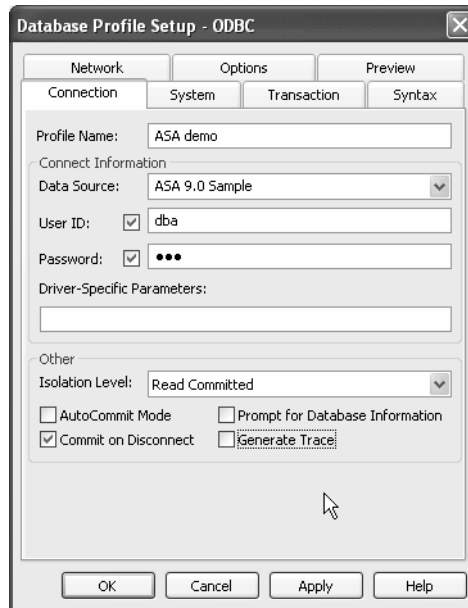 Database Profile Setup - ODBC
Network Options Preview
Connection System Transaction Syntax
Profile Name: ASA demo
Connect Information
Data Source: ASA 9.0 Sample
User ID: dba
Password: •••
Driver-Specific Parameters:
Other
Isolation Level: Read Committed
AutoCommit Mode Prompt for Database Information
Commit on Disconnect Generate Trace
OK Cancel Apply Help